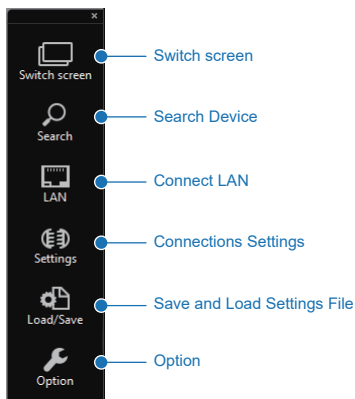 ×
Switch screen
Switch screen
Search
Search Device
LAN
Connect LAN
Settings
Connections Settings
Load/Save
Save and Load Settings File
Option
Option